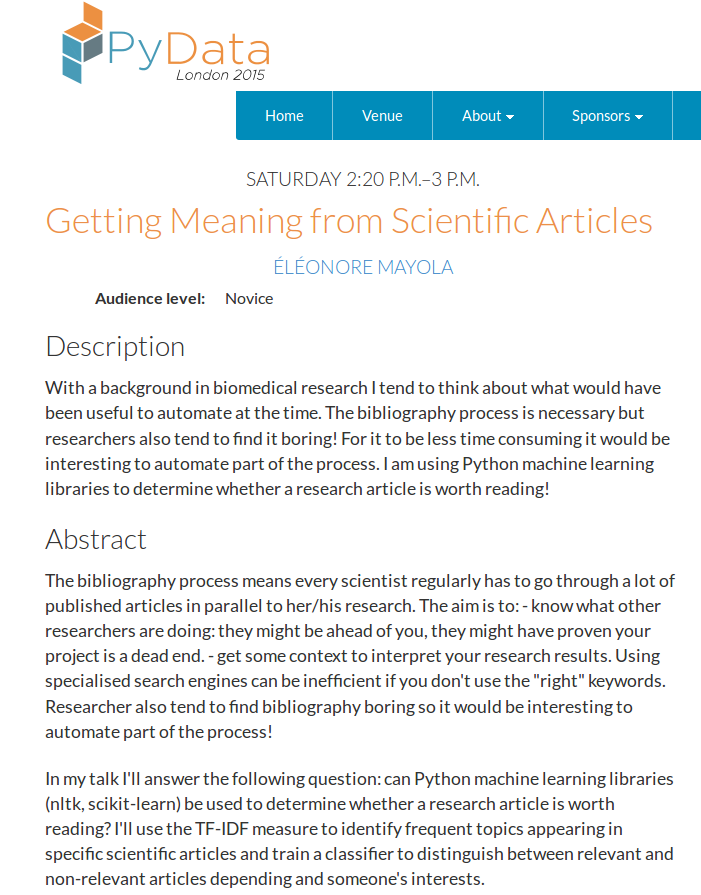 PyData
London 2015
Home Venue About Sponsors
SATURDAY 2:20 P.M.–3 P.M.
Getting Meaning from Scientific Articles
ÉLÉONORE MAYOLA
Audience level: Novice
Description
With a background in biomedical research I tend to think about what would have
been useful to automate at the time. The bibliography process is necessary but
researchers also tend to find it boring! For it to be less time consuming it would be
interesting to automate part of the process. I am using Python machine learning
libraries to determine whether a research article is worth reading!
Abstract
The bibliography process means every scientist regularly has to go through a lot of
published articles in parallel to her/his research. The aim is to: - know what other
researchers are doing: they might be ahead of you, they might have proven your
project is a dead end. - get some context to interpret your research results. Using
specialised search engines can be inefficient if you don't use the "right" keywords.
Researcher also tend to find bibliography boring so it would be interesting to
automate part of the process!
In my talk I'll answer the following question: can Python machine learning libraries
(nltk, scikit-learn) be used to determine whether a research article is worth
reading? I'll use the TF-IDF measure to identify frequent topics appearing in
specific scientific articles and train a classifier to distinguish between relevant and
non-relevant articles depending and someone's interests.